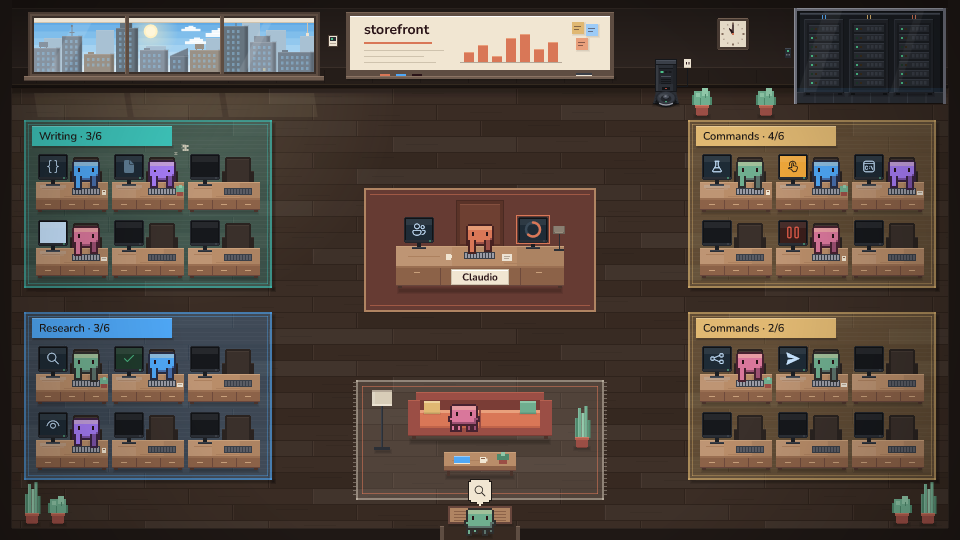 storefront
Writing · 3/6
Commands · 4/6
Claudio
Research · 3/6
Commands · 2/6